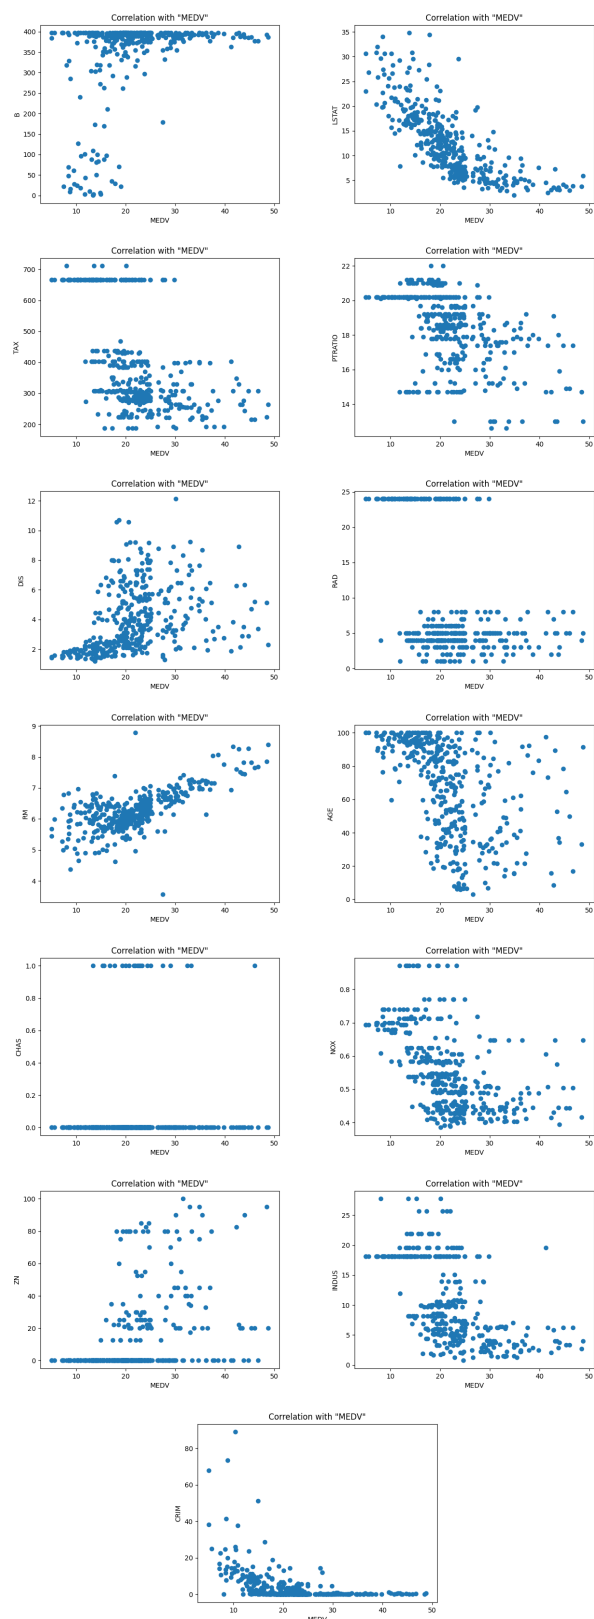 Correlation with "MEDV" Correlation with "MEDV"
400
350
300
250
200
150
100
50
0
B
10 20 30 40 50
MEDV
35
30
25
20
15
10
5
LSTAT
10 20 30 40 50
MEDV
Correlation with "MEDV" Correlation with "MEDV"
700
600
500
400
300
200
TAX
10 20 30 40 50
MEDV
22
20
18
16
14
PTRATIO
10 20 30 40 50
MEDV
Correlation with "MEDV" Correlation with "MEDV"
12
10
8
6
4
2
DIS
10 20 30 40 50
MEDV
25
20
15
10
5
0
RAD
10 20 30 40 50
MEDV
Correlation with "MEDV" Correlation with "MEDV"
9
8
7
6
5
4
RM
10 20 30 40 50
MEDV
100
80
60
40
20
0
AGE
10 20 30 40 50
MEDV
Correlation with "MEDV" Correlation with "MEDV"
1.0
0.8
0.6
0.4
0.2
0.0
CHAS
10 20 30 40 50
MEDV
0.8
0.7
0.6
0.5
0.4
NOX
10 20 30 40 50
MEDV
Correlation with "MEDV" Correlation with "MEDV"
100
80
60
40
20
0
ZN
10 20 30 40 50
MEDV
25
20
15
10
5
0
INDUS
10 20 30 40 50
MEDV
Correlation with "MEDV"
80
60
40
20
0
CRIM
10 20 30 40 50
MEDV